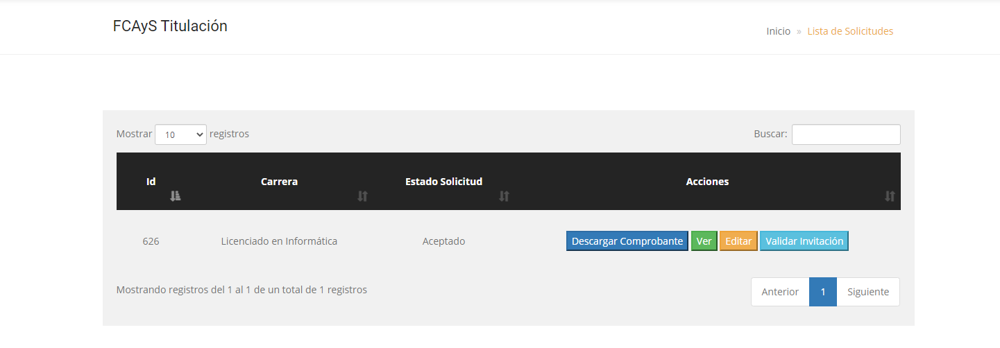 FCAyS Titulación
Inicio » Lista de Solicitudes
Mostrar 10 registros
Buscar:
Id Carrera Estado Solicitud Acciones
626 Licenciado en Informática Aceptado Descargar Comprobante Ver Editar Validar Invitación
Mostrando registros del 1 al 1 de un total de 1 registros
Anterior 1 Siguiente